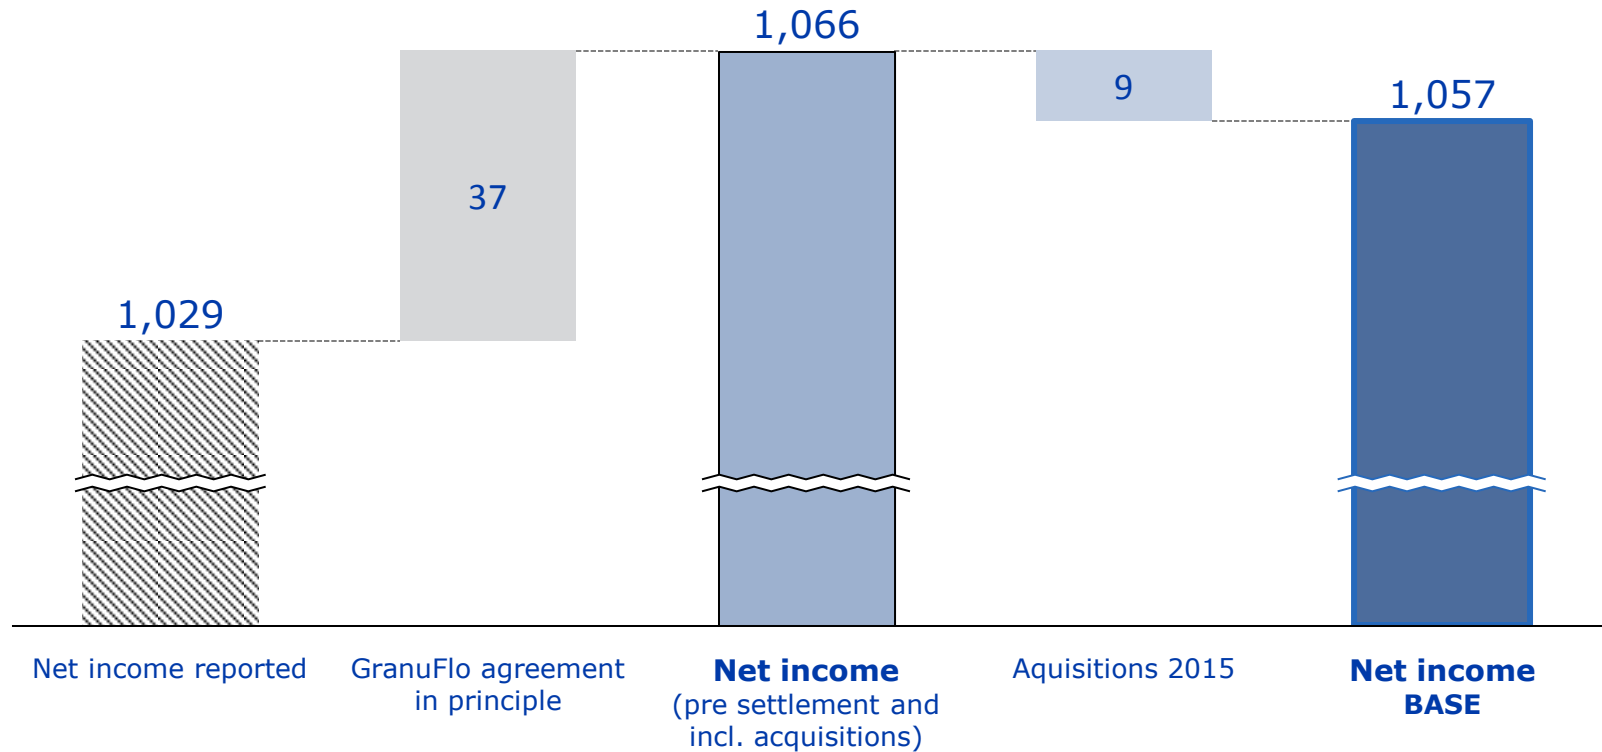 1,066
9
1,057
37
1,029
Net income reported
GranuFlo agreement
in principle
Net income
(pre settlement and
incl. acquisitions)
Aquisitions 2015
Net income
BASE